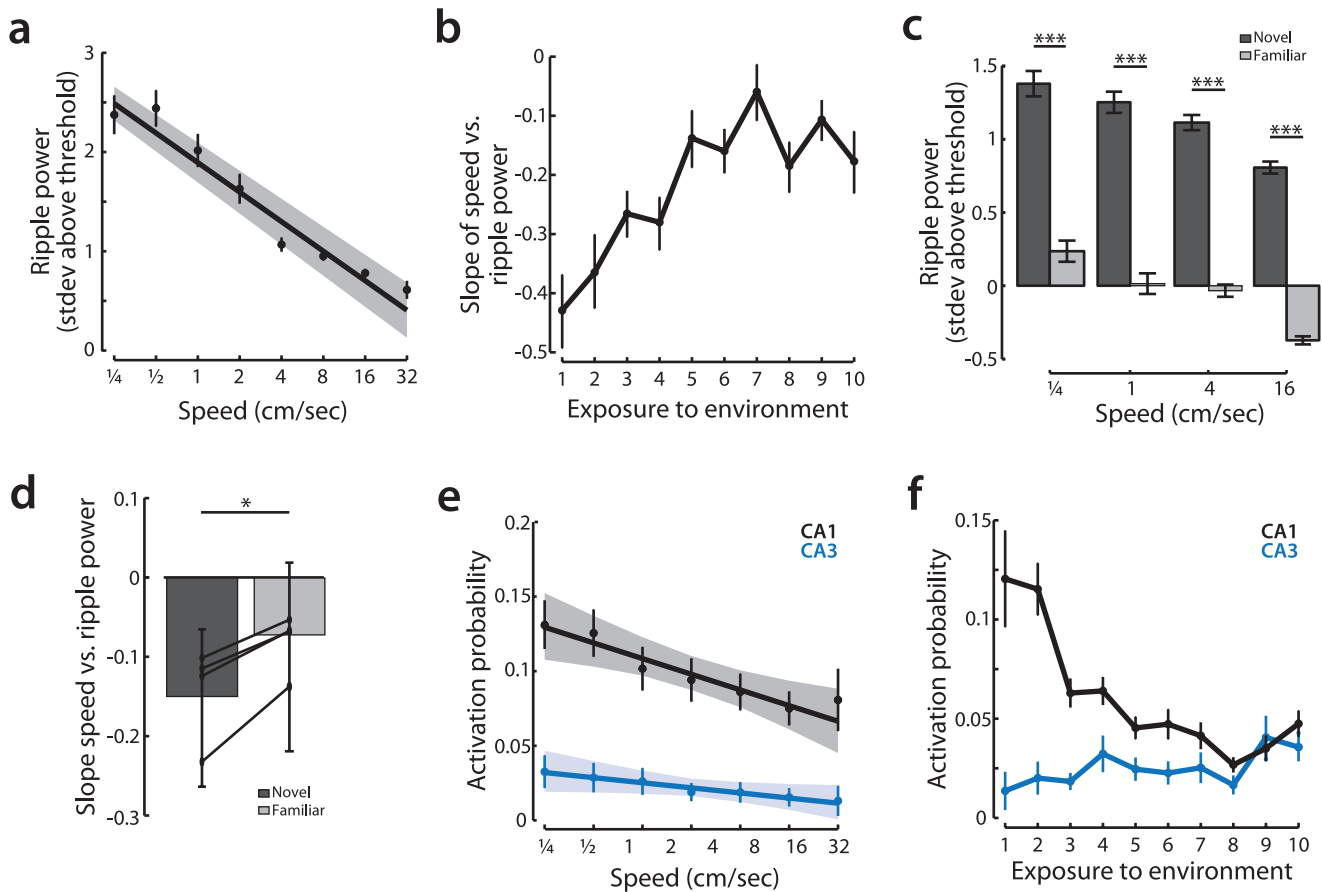 a
Ripple power
(stdev above threshold)
3
2
1
0
¼ ½ 1 2 4 8 16 32
Speed (cm/sec)
b
Slope of speed vs.
ripple power
0
-0.1
-0.2
-0.3
-0.4
-0.5
1 2 3 4 5 6 7 8 9 10
Exposure to environment
c
Novel
Familiar
Ripple power
(stdev above threshold)
1.5
1
0.5
0
-0.5
*** *** *** ***
¼ 1 4 16
Speed (cm/sec)
d
Slope speed vs. ripple power
0.1
0
-0.1
-0.2
-0.3
*
Novel
Familiar
e
CA1
CA3
Activation probability
0.2
0.15
0.1
0.05
0
¼ ½ 1 2 4 8 16 32
Speed (cm/sec)
f
CA1
CA3
Activation probability
0.15
0.1
0.05
0
1 2 3 4 5 6 7 8 9 10
Exposure to environment